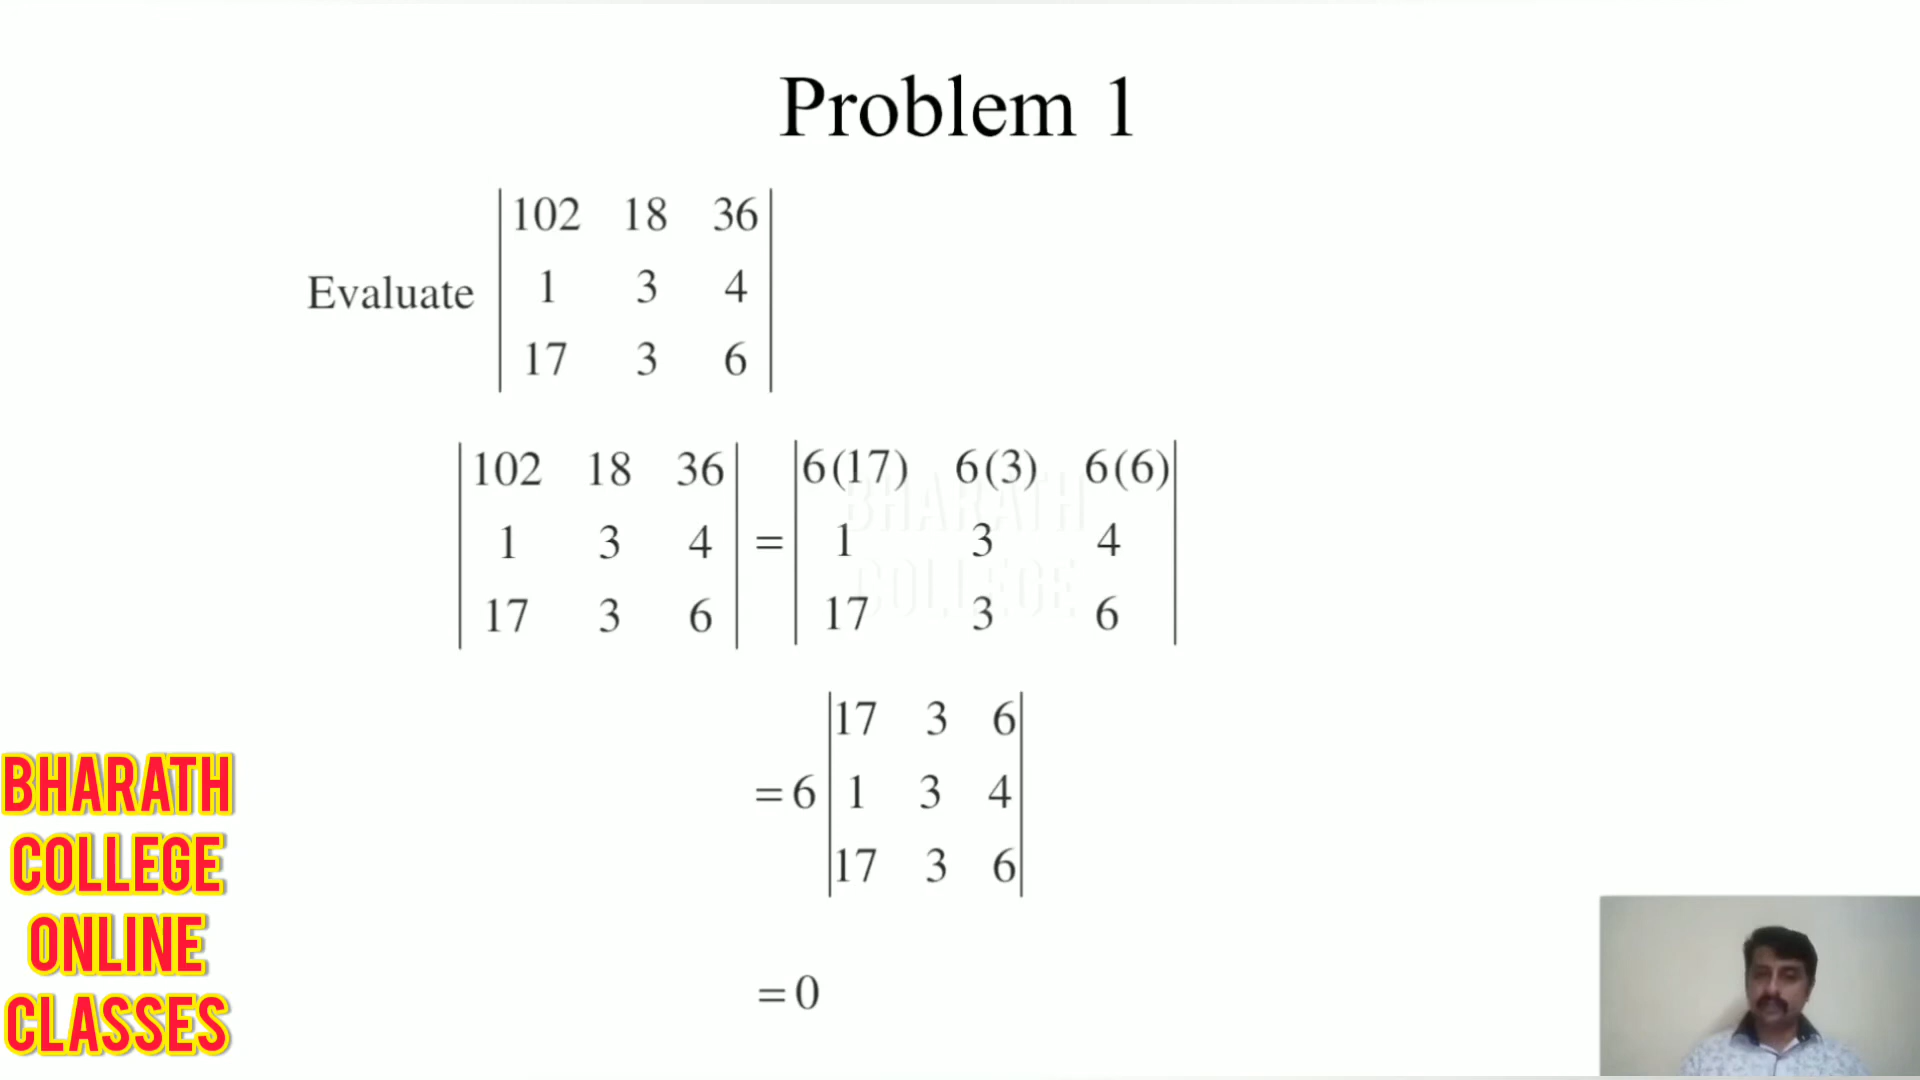 Problem 1
102 18 36
Evaluate 1 3 4
17 3 6
102 18 36 6(17) 6(3) 6(6)
1 3 4 = 1 3 4
17 3 6 17 3 6
BHARATH
COLLEGE
17 3 6
= 6 1 3 4
17 3 6
= 0
BHARATH
COLLEGE
ONLINE
CLASSES